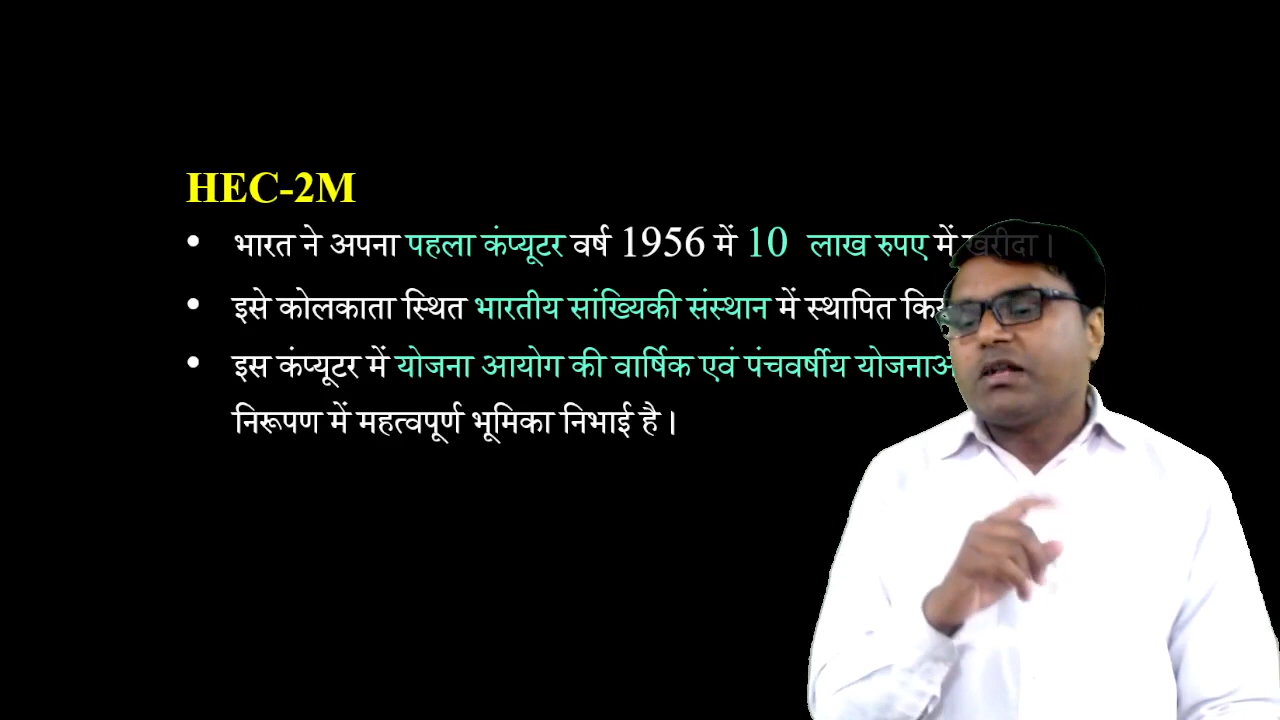 HEC-2M
• भारत ने अपना पहला कंप्यूटर वर्ष 1956 में 10 लाख रुपए में खरीदा।
• इसे कोलकाता स्थित भारतीय सांख्यिकी संस्थान में स्थापित
• इस कंप्यूटर में योजना आयोग की वार्षिक एवं पंचवर्षीय
निरूपण में महत्वपूर्ण भूमिका निभाई है।